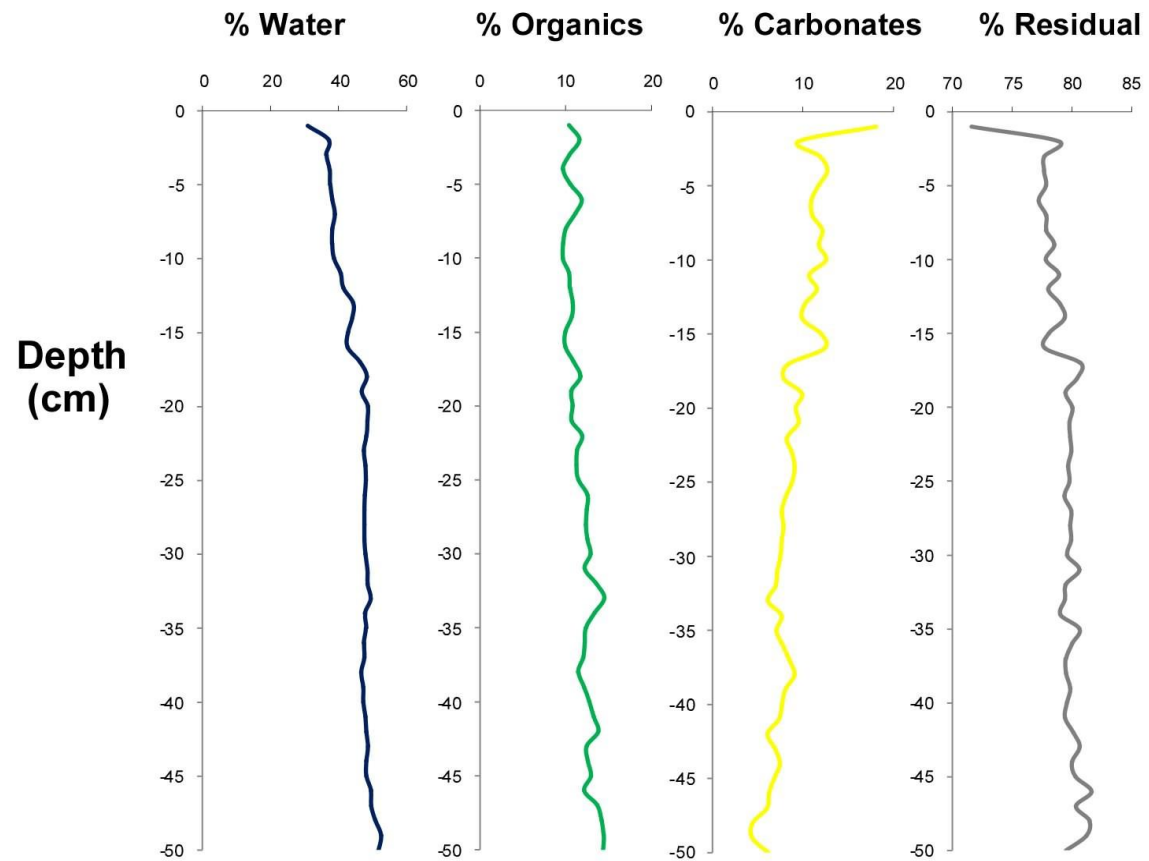 % Water % Organics % Carbonates % Residual
0 20 40 60 0 10 20 0 10 20 70 75 80 85
0 0 0 0
-5 -5 -5 -5
-10 -10 -10 -10
-15 -15 -15 -15
Depth
(cm)
-20 -20 -20 -20
-25 -25 -25 -25
-30 -30 -30 -30
-35 -35 -35 -35
-40 -40 -40 -40
-45 -45 -45 -45
-50 -50 -50 -50